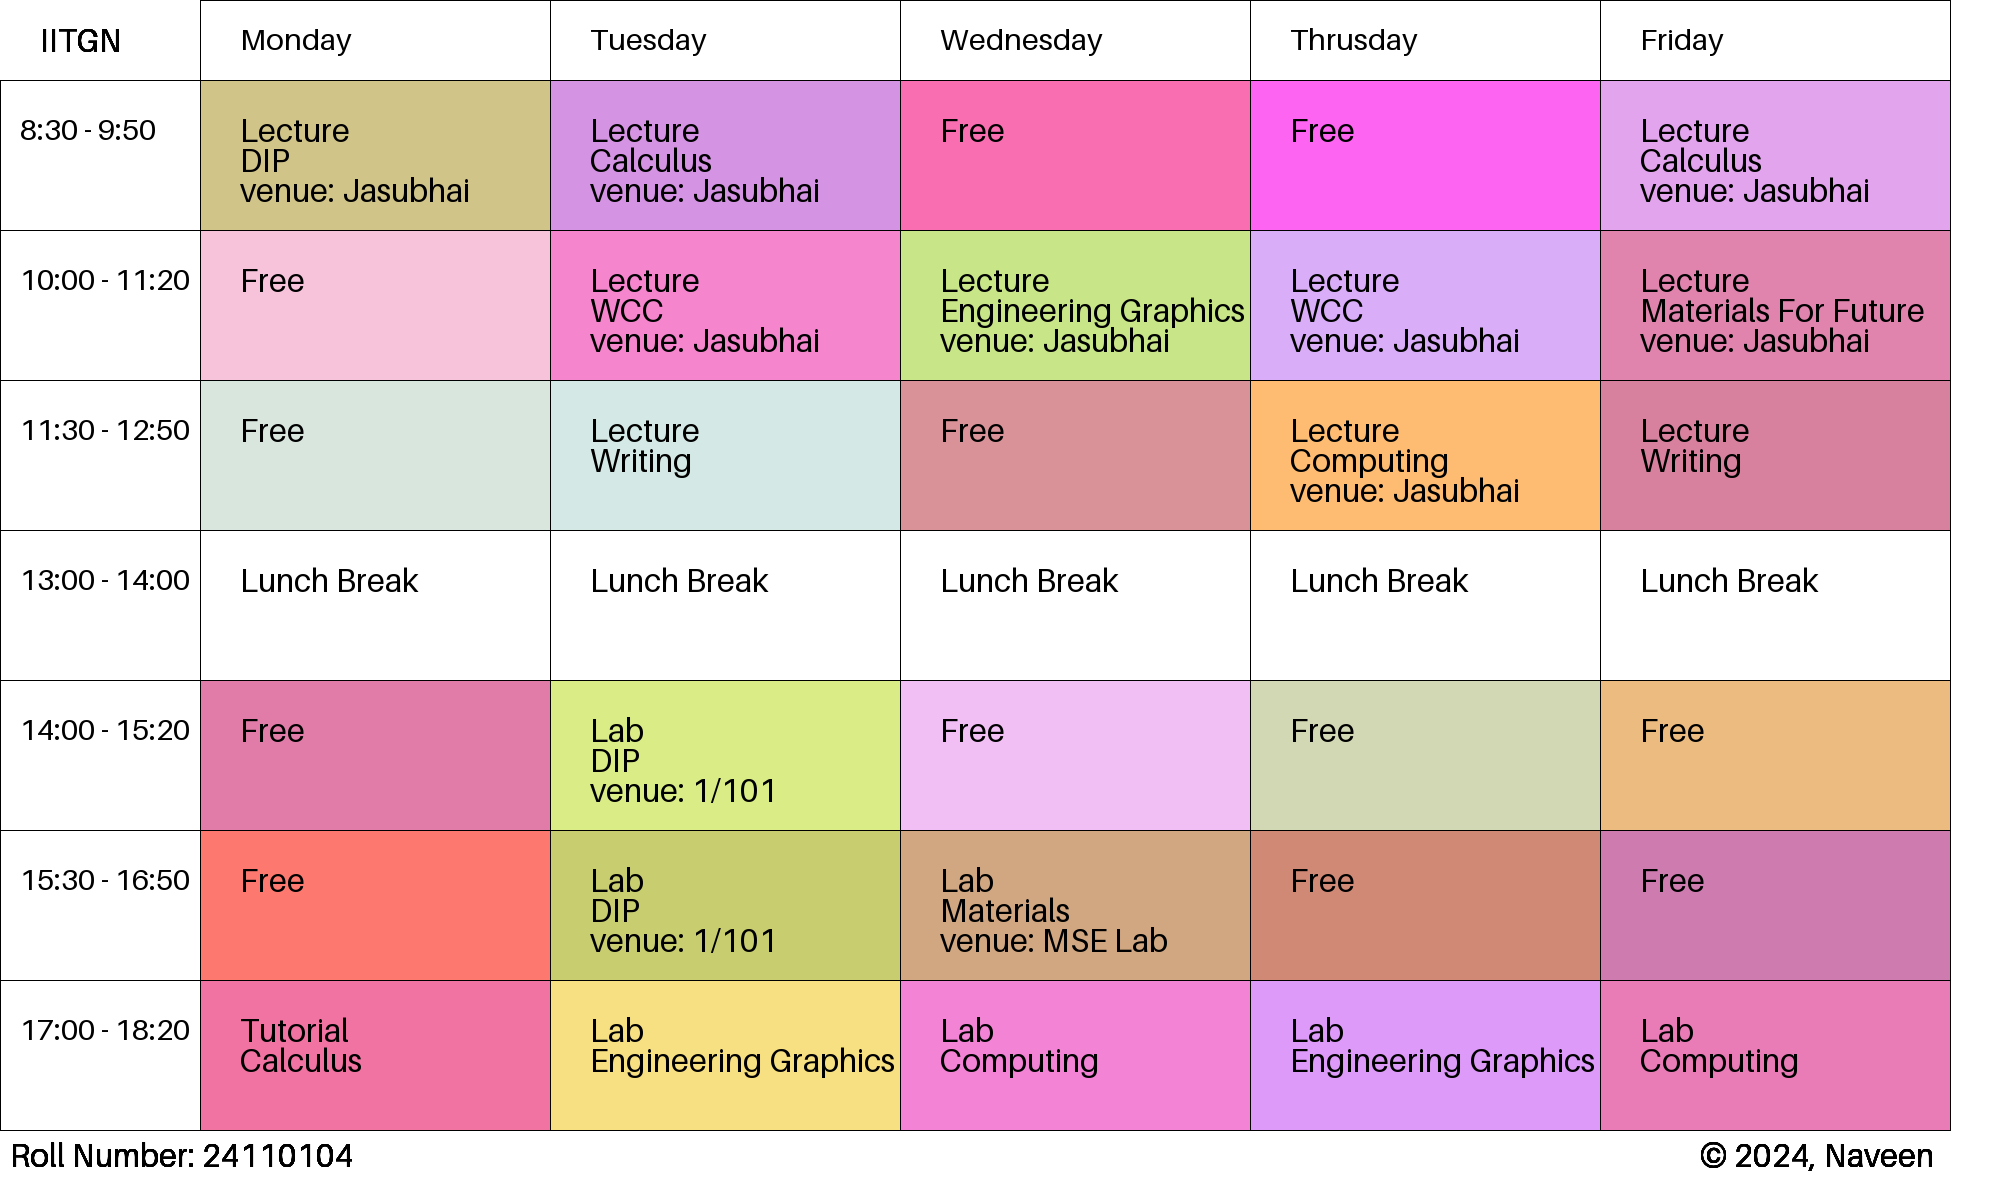 IITGN
Monday
Tuesday
Wednesday
Thrusday
Friday
8:30 - 9:50
Lecture
DIP
venue: Jasubhai
Lecture
Calculus
venue: Jasubhai
Free
Free
Lecture
Calculus
venue: Jasubhai
10:00 - 11:20
Free
Lecture
WCC
venue: Jasubhai
Lecture
Engineering Graphics
venue: Jasubhai
Lecture
WCC
venue: Jasubhai
Lecture
Materials For Future
venue: Jasubhai
11:30 - 12:50
Free
Lecture
Writing
Free
Lecture
Computing
venue: Jasubhai
Lecture
Writing
13:00 - 14:00
Lunch Break
Lunch Break
Lunch Break
Lunch Break
Lunch Break
14:00 - 15:20
Free
Lab
DIP
venue: 1/101
Free
Free
Free
15:30 - 16:50
Free
Lab
DIP
venue: 1/101
Lab
Materials
venue: MSE Lab
Free
Free
17:00 - 18:20
Tutorial
Calculus
Lab
Engineering Graphics
Lab
Computing
Lab
Engineering Graphics
Lab
Computing
Roll Number: 24110104
© 2024, Naveen